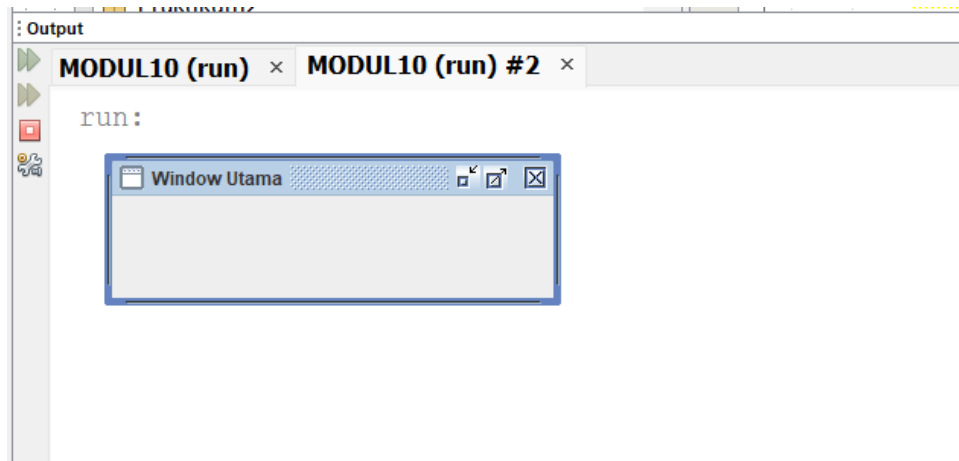 Output
MODUL10 (run) × MODUL10 (run) #2 ×
run:
Window Utama